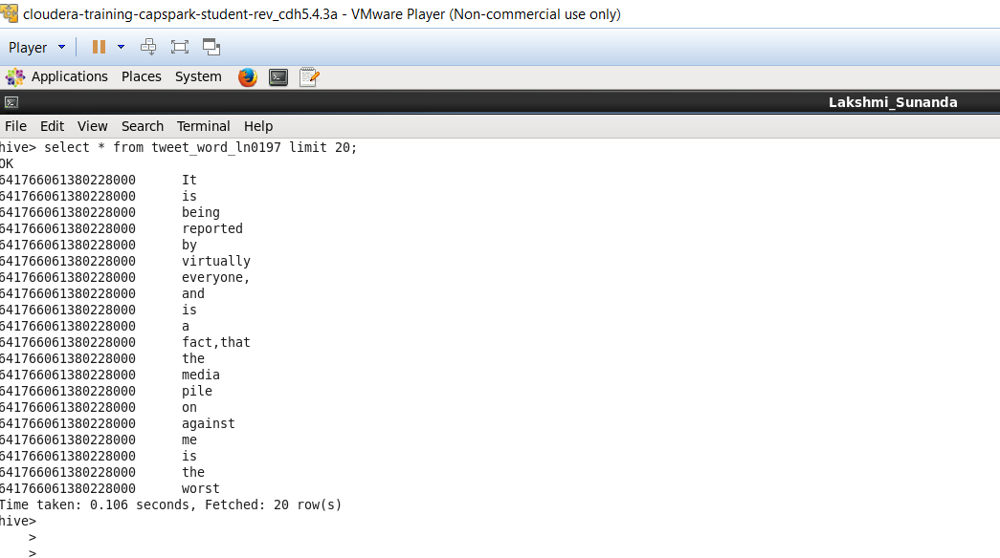 cloudera-training-capspark-student-rev_cdh5.4.3a - VMware Player (Non-commercial use only)
Player
Applications Places System
Lakshmi_Sunanda
File Edit View Search Terminal Help
hive> select * from tweet_word_ln0197 limit 20;
OK
641766061380228000 It
641766061380228000 is
641766061380228000 being
641766061380228000 reported
641766061380228000 by
641766061380228000 virtually
641766061380228000 everyone,
641766061380228000 and
641766061380228000 is
641766061380228000 a
641766061380228000 fact,that
641766061380228000 the
641766061380228000 media
641766061380228000 pile
641766061380228000 on
641766061380228000 against
641766061380228000 me
641766061380228000 is
641766061380228000 the
641766061380228000 worst
Time taken: 0.106 seconds, Fetched: 20 row(s)
hive>
>
>